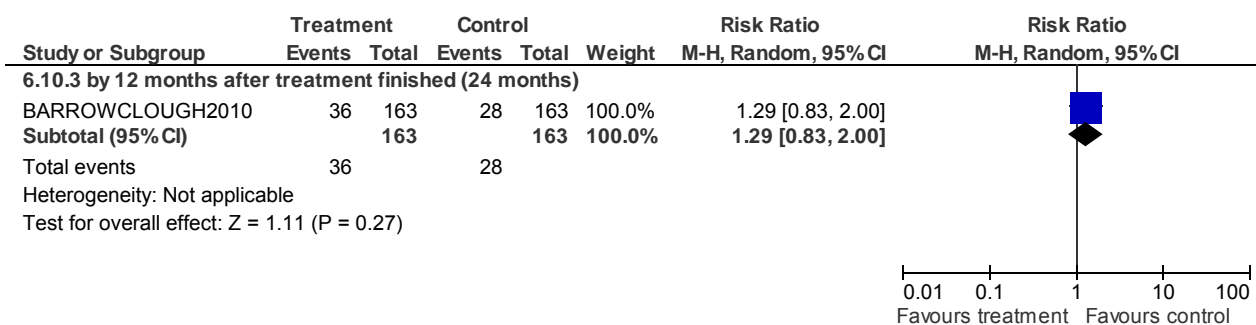 Treatment Control Risk Ratio Risk Ratio
Study or Subgroup Events Total Events Total Weight M-H, Random, 95% CI M-H, Random, 95% CI
6.10.3 by 12 months after treatment finished (24 months)
BARROWCLOUGH2010 36 163 28 163 100.0% 1.29 [0.83, 2.00]
Subtotal (95% CI) 163 163 100.0% 1.29 [0.83, 2.00]
Total events 36 28
Heterogeneity: Not applicable
Test for overall effect: Z = 1.11 (P = 0.27)
0.01 0.1 1 10 100
Favours treatment Favours control